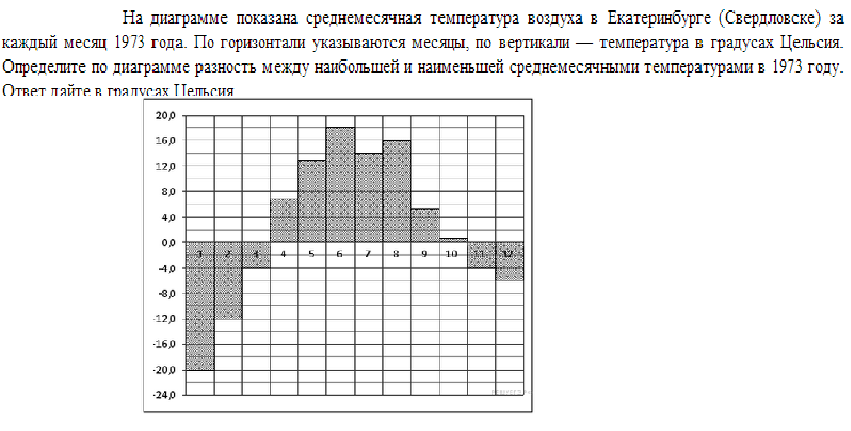 На диаграмме показана среднемесячная температура воздуха в Екатеринбурге (Свердловске) за
каждый месяц 1973 года. По горизонтали указываются месяцы, по вертикали — температура в градусах Цельсия.
Определите по диаграмме разность между наибольшей и наименьшей среднемесячными температурами в 1973 году.
Ответ дайте в градусах Цельсия
20,0
16,0
12,0
8,0
4,0
0,0
1 2 3 4 5 6 7 8 9 10 11 12
-4,0
-8,0
-12,0
-16,0
-20,0
-24,0